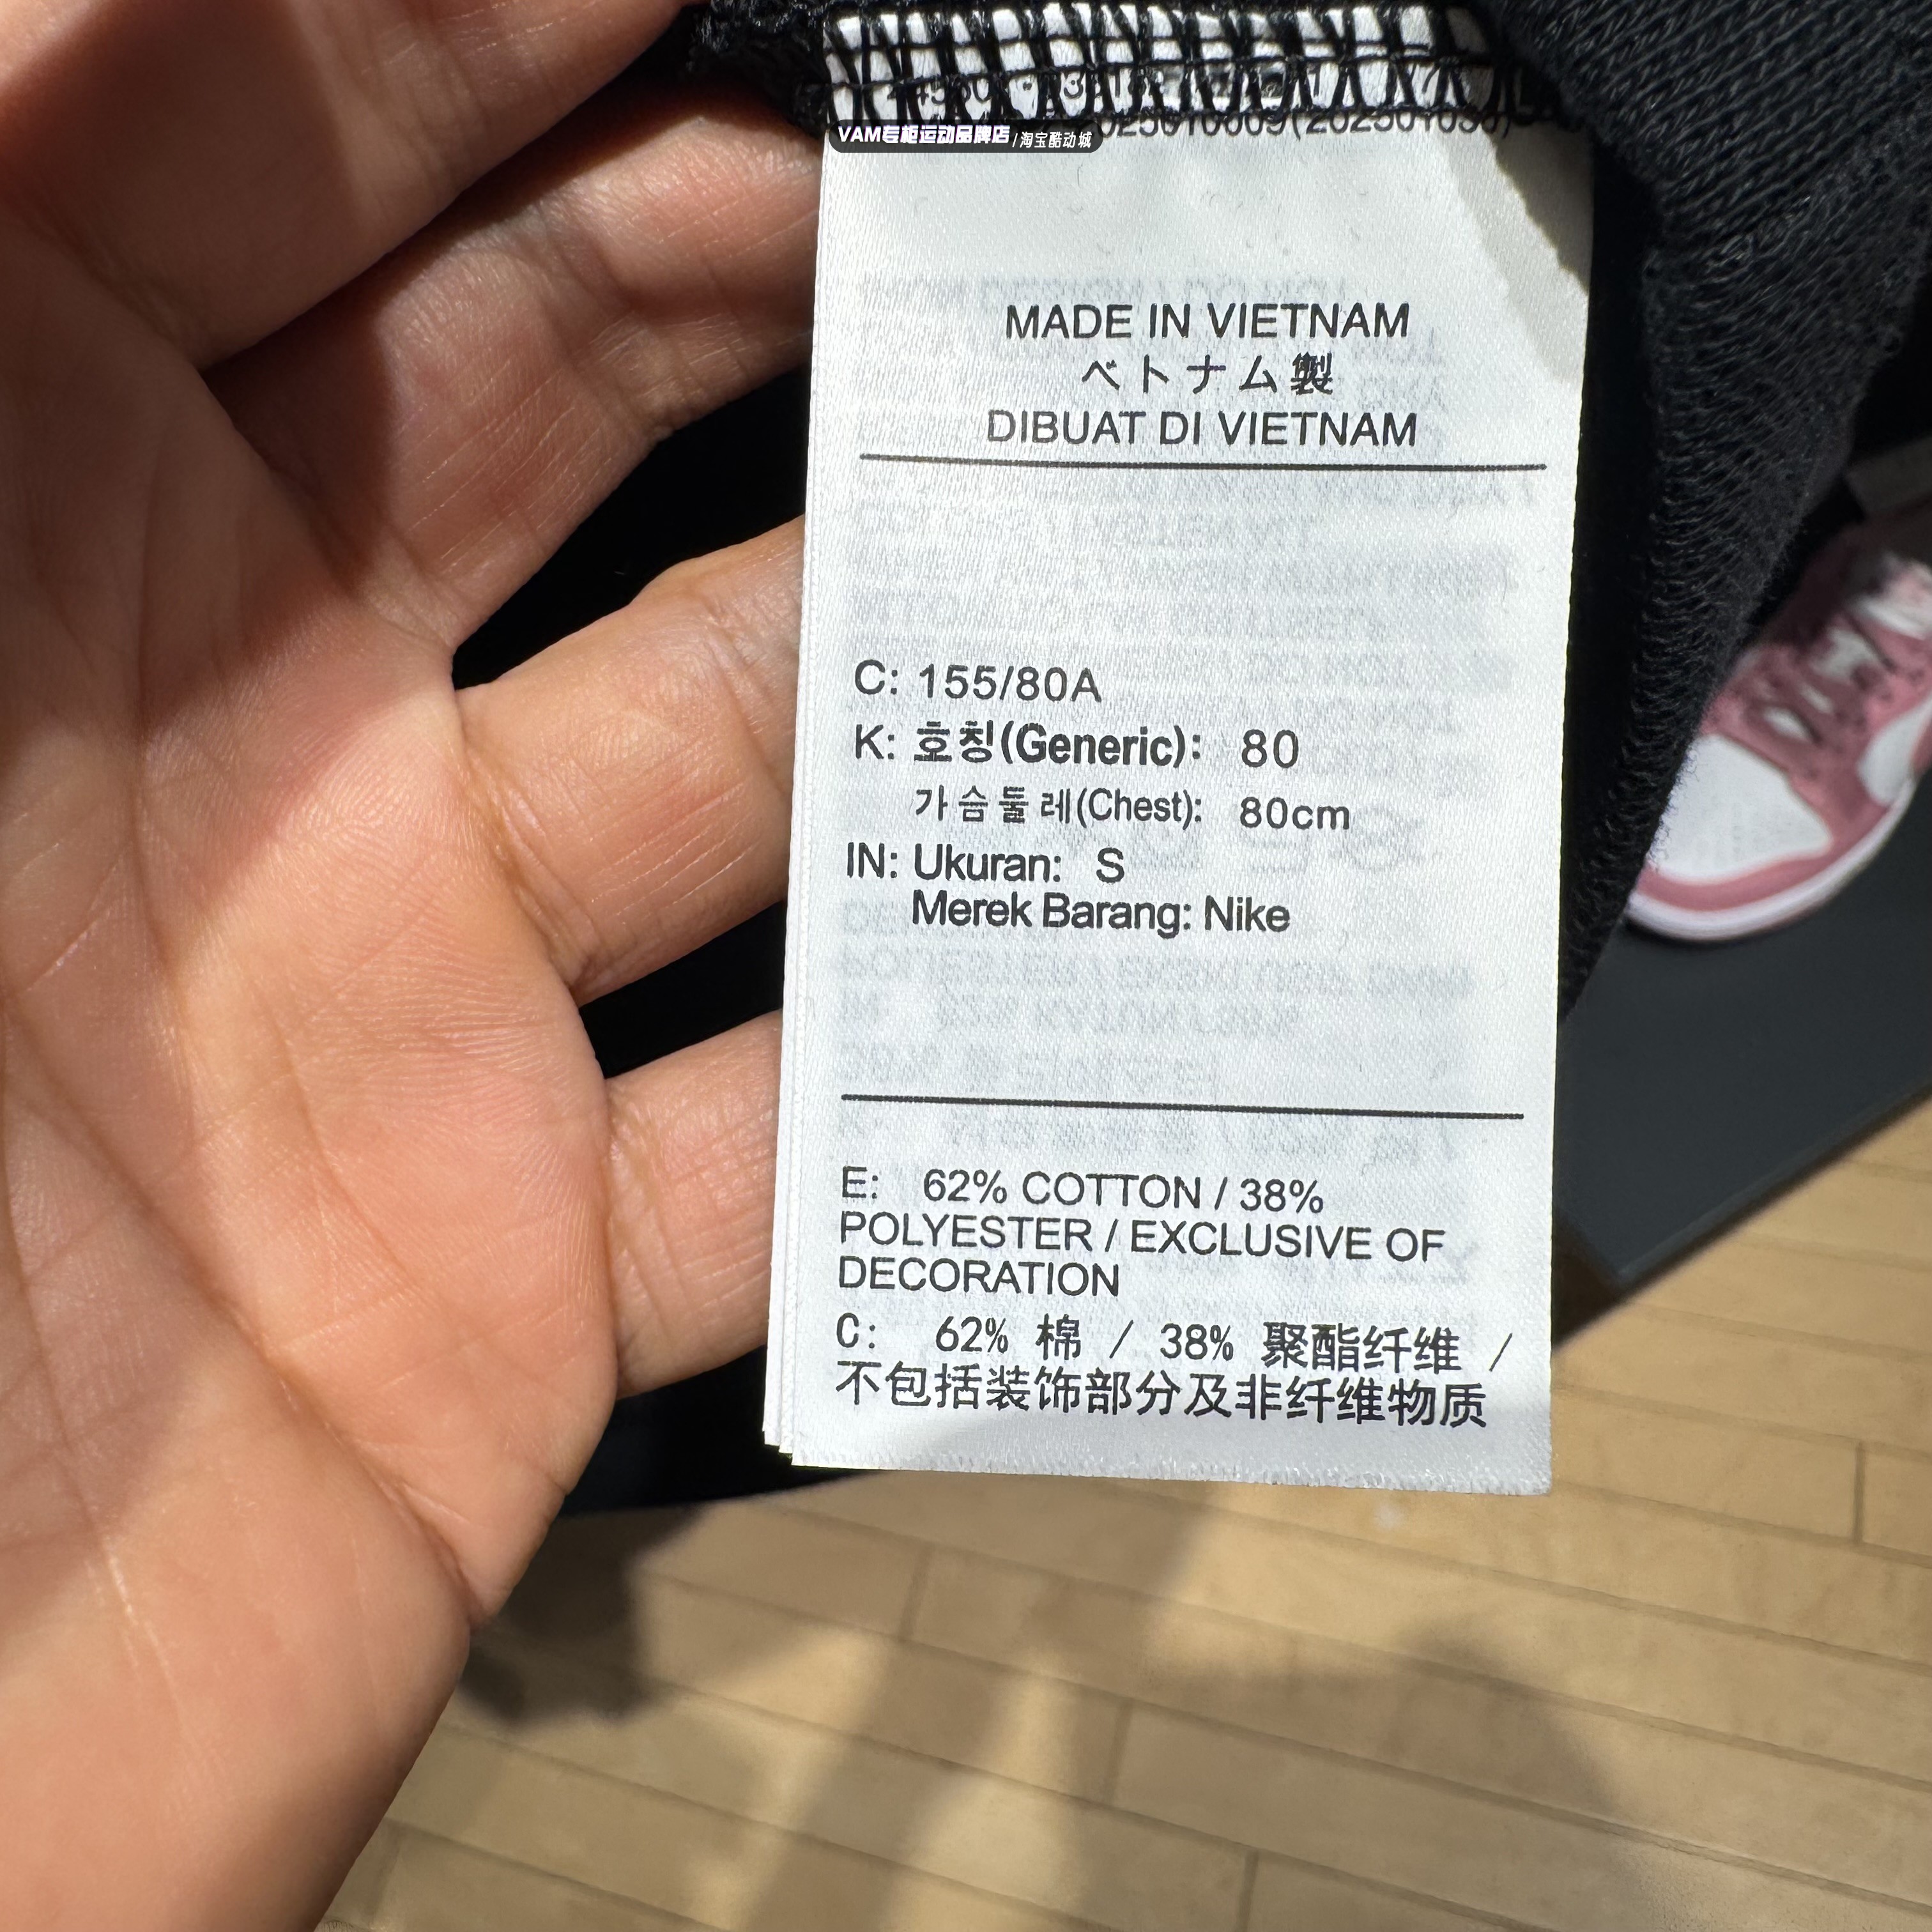 VAM专柜运动品牌店/淘宝酷动城
MADE IN VIETNAM
ベトナム製
DIBUAT DI VIETNAM
C: 155/80A
K: 호칭(Generic): 80
가슴둘레(Chest): 80cm
IN: Ukuran: S
Merek Barang: Nike
E: 62% COTTON / 38%
POLYESTER / EXCLUSIVE OF
DECORATION
C: 62% 棉 / 38% 聚酯纤维 /
不包括装饰部分及非纤维物质